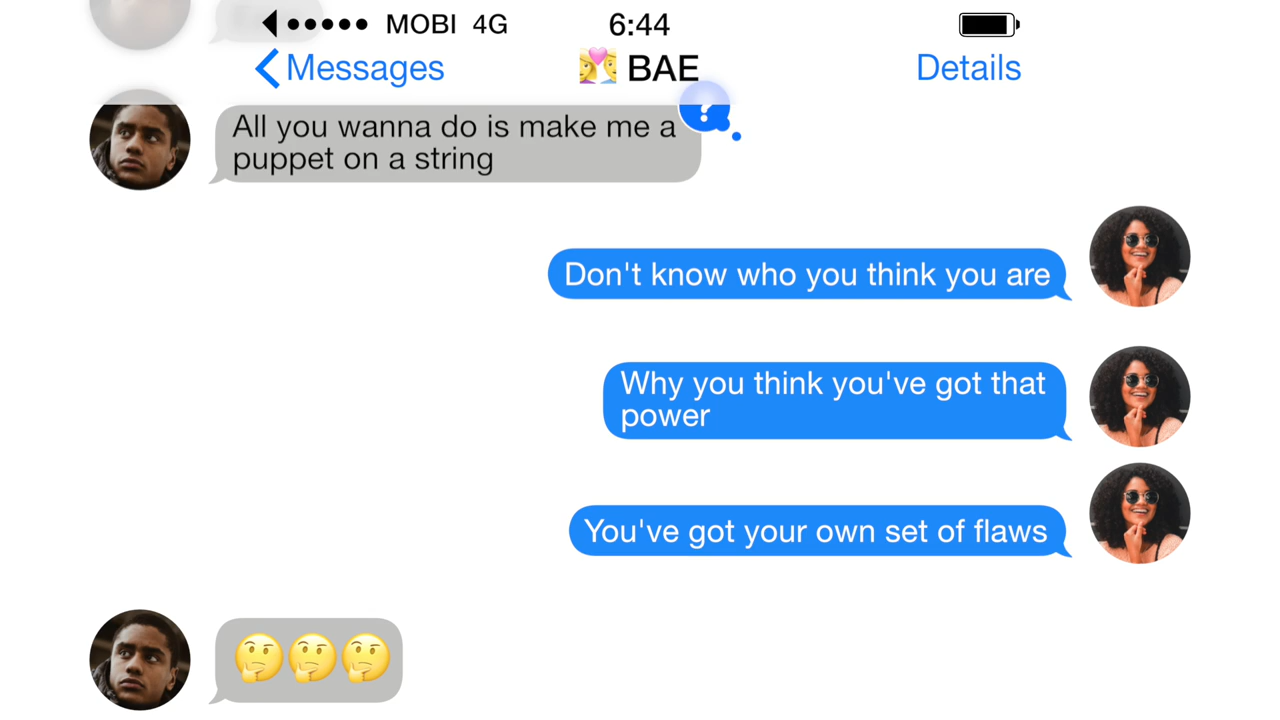 MOBI 4G 6:44
Messages BAE Details
All you wanna do is make me a
puppet on a string
?
Don't know who you think you are
Why you think you've got that
power
You've got your own set of flaws